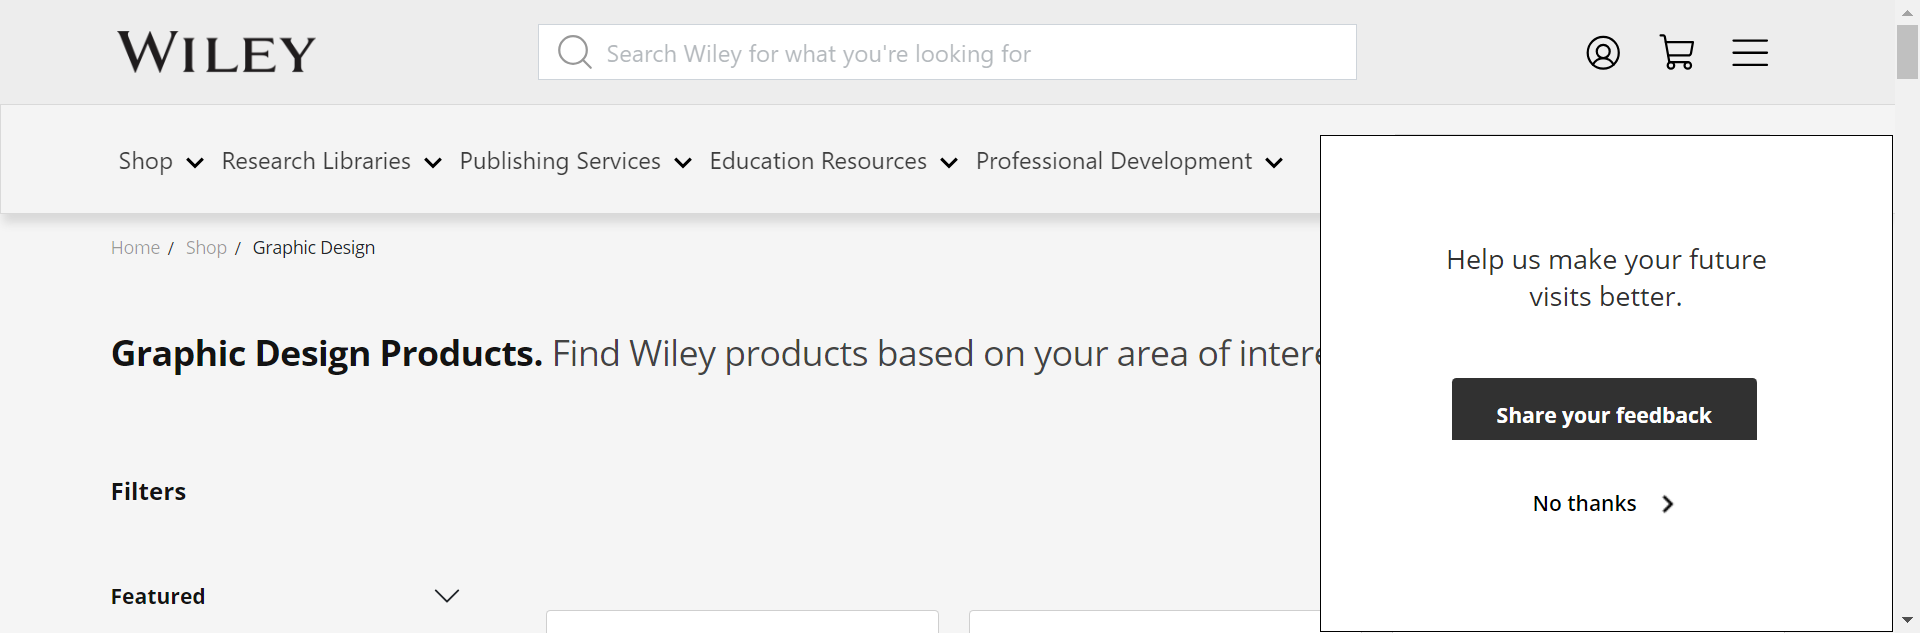 WILEY
Search Wiley for what you're looking for
Shop Research Libraries Publishing Services Education Resources Professional Development
Home / Shop / Graphic Design
Help us make your future
visits better.
Graphic Design Products. Find Wiley products based on your area of
Share your feedback
Filters
No thanks
Featured